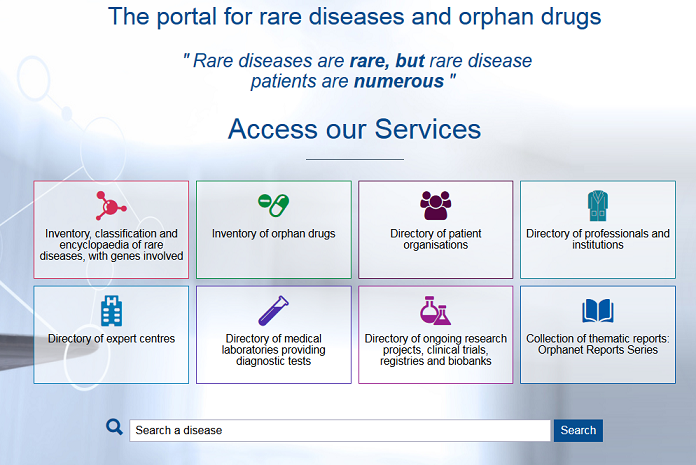 The portal for rare diseases and orphan drugs
" Rare diseases are rare, but rare disease
patients are numerous "
Access our Services
Inventory, classification and
encyclopaedia of rare
diseases, with genes involved
Inventory of orphan drugs
Directory of patient
organisations
Directory of professionals and
institutions
Directory of expert centres
Directory of medical
laboratories providing
diagnostic tests
Directory of ongoing research
projects, clinical trials,
registries and biobanks
Collection of thematic reports:
Orphanet Reports Series
Search a disease
Search